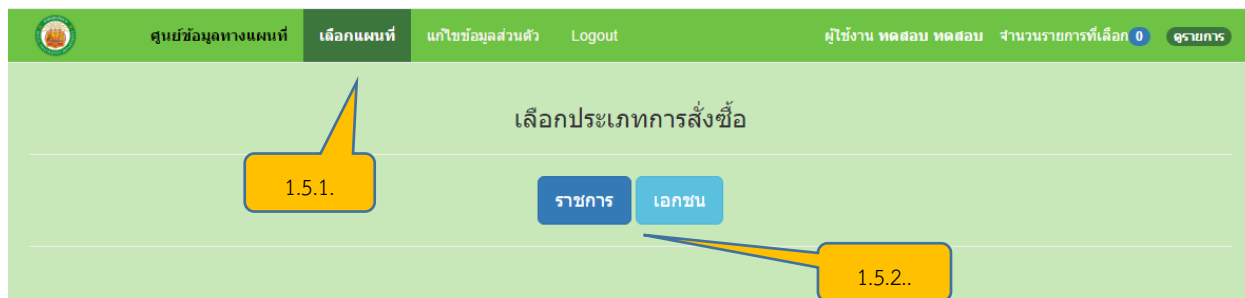 ศูนย์ข้อมูลทางแผนที่ เลือกแผนที่ แก้ไขข้อมูลส่วนตัว Logout ผู้ใช้งาน ทดสอบ ทดสอบ จำนวนรายการที่เลือก 0 ดูรายการ
เลือกประเภทการสั่งซื้อ
1.5.1.
ราชการ เอกชน
1.5.2..